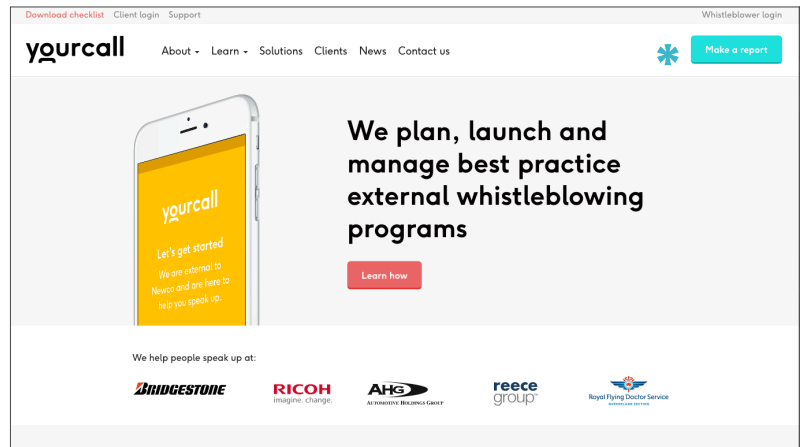 Download checklist Client login Support Whistleblower login
yourcall About Learn Solutions Clients News Contact us Make a report
We plan, launch and
manage best practice
external whistleblowing
programs
Learn how
yourcall
Let's get started
We are external to
Newco and are here to
help you speak up.
We help people speak up at:
BRIDGESTONE RICOH imagine. change. AHG AUTOMOTIVE HOLDINGS GROUP reece group Royal Flying Doctor Service QUEENSLAND SECTION